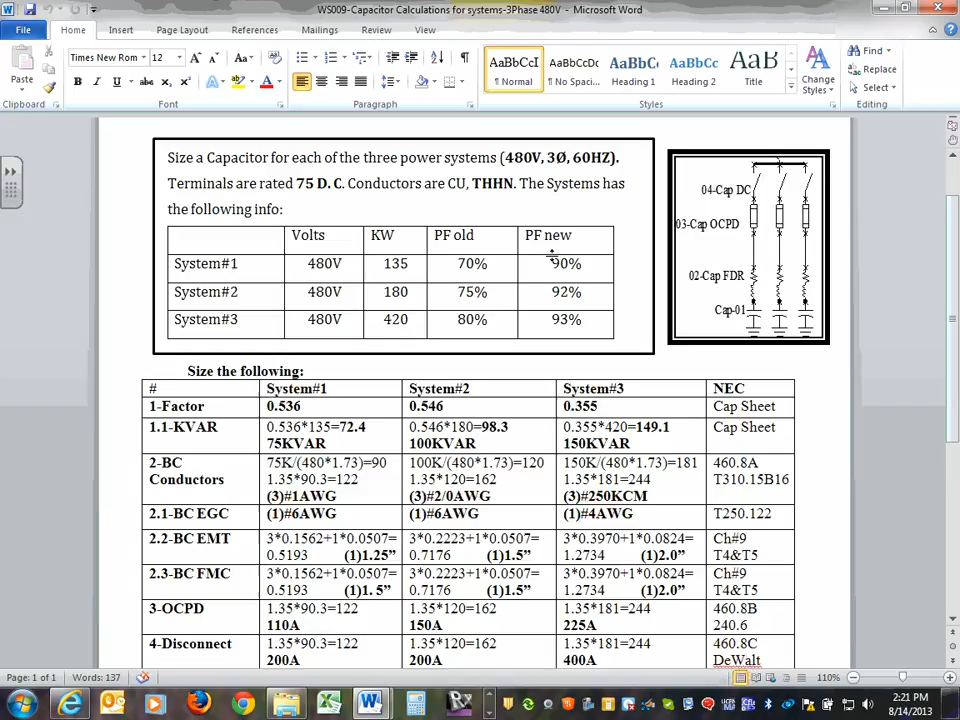 WS009-Capacitor Calculations for systems-3Phase 480V - Microsoft Word
File Home Insert Page Layout References Mailings Review View
Paste
Times New Rom 12
Clipboard Font Paragraph Styles Editing
AaBbCcI AaBbCcDc AaBbCc AaBbCc AaB
¶ Normal ¶ No Spaci... Heading 1 Heading 2 Title
Change Styles
Find
Replace
Select
Size a Capacitor for each of the three power systems (480V, 3Ø, 60HZ).
Terminals are rated 75 D. C. Conductors are CU, THHN. The Systems has
the following info:
Volts KW PF old PF new
System#1 480V 135 70% 90%
System#2 480V 180 75% 92%
System#3 480V 420 80% 93%
04-Cap DC
03-Cap OCPD
02-Cap FDR
Cap-01
Size the following:
# System#1 System#2 System#3 NEC
1-Factor 0.536 0.546 0.355 Cap Sheet
1.1-KVAR 0.536*135=72.4 0.546*180=98.3 0.355*420=149.1 Cap Sheet
75KVAR 100KVAR 150KVAR
2-BC 75K/(480*1.73)=90 100K/(480*1.73)=120 150K/(480*1.73)=181 460.8A
Conductors 1.35*90.3=122 1.35*120=162 1.35*181=244 T310.15B16
(3)#1AWG (3)#2/0AWG (3)#250KCM
2.1-BC EGC (1)#6AWG (1)#6AWG (1)#4AWG T250.122
2.2-BC EMT 3*0.1562+1*0.0507= 3*0.2223+1*0.0507= 3*0.3970+1*0.0824= Ch#9
0.5193 (1)1.25” 0.7176 (1)1.5” 1.2734 (1)2.0” T4&T5
2.3-BC FMC 3*0.1562+1*0.0507= 3*0.2223+1*0.0507= 3*0.3970+1*0.0824= Ch#9
0.5193 (1)1. 5” 0.7176 (1)1.5” 1.2734 (1)2.0” T4&T5
3-OCPD 1.35*90.3=122 1.35*120=162 1.35*181=244 460.8B
110A 150A 225A 240.6
4-Disconnect 1.35*90.3=122 1.35*120=162 1.35*181=244 460.8C
200A 200A 400A DeWalt
Page: 1 of 1 Words: 137 110%
2:21 PM
8/14/2013